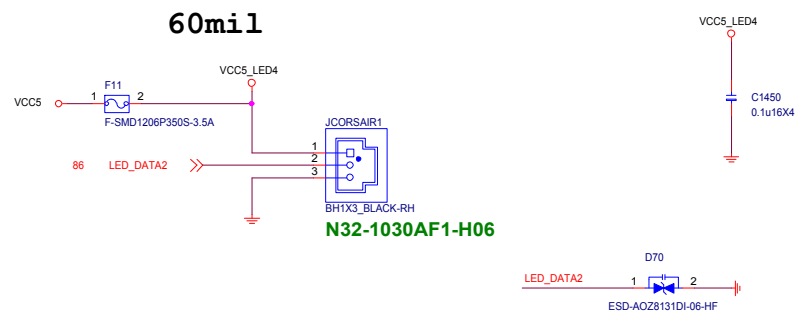 60mil
VCC5_LED4
VCC5_LED4
F11
VCC5 1 2
C1450
0.1u16X4
F-SMD1206P350S-3.5A
JCORSAIR1
1
86 LED_DATA2 2
3
BH1X3_BLACK-RH
N32-1030AF1-H06
D70
LED_DATA2 1 2
ESD-AOZ8131DI-06-HF